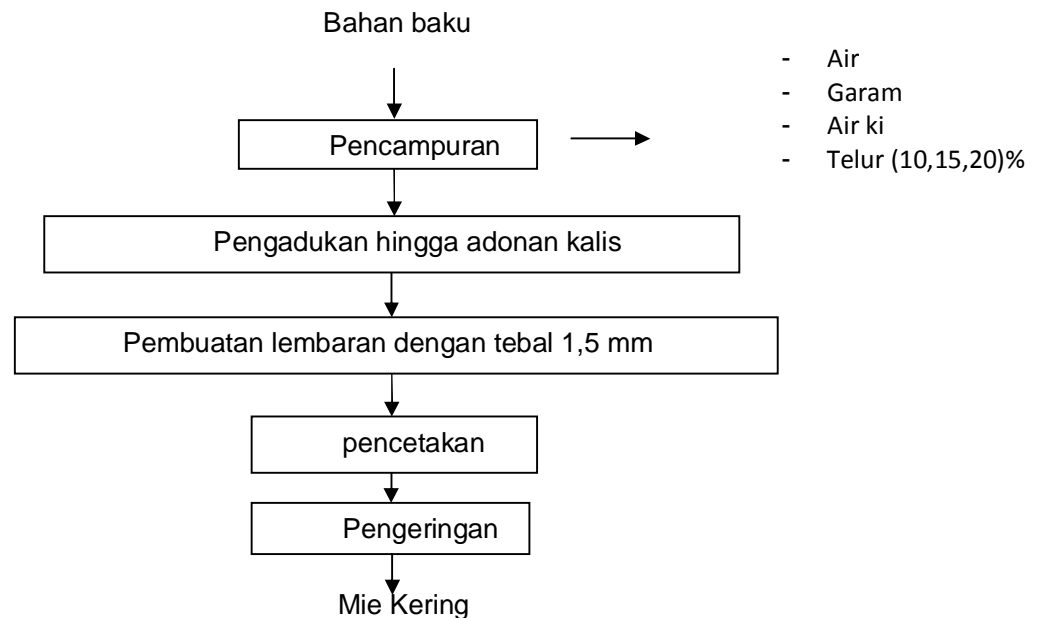 Bahan baku
- Air
- Garam
- Air ki
- Telur (10,15,20)%
Pencampuran
Pengadukan hingga adonan kalis
Pembuatan lembaran dengan tebal 1,5 mm
pencetakan
Pengeringan
Mie Kering